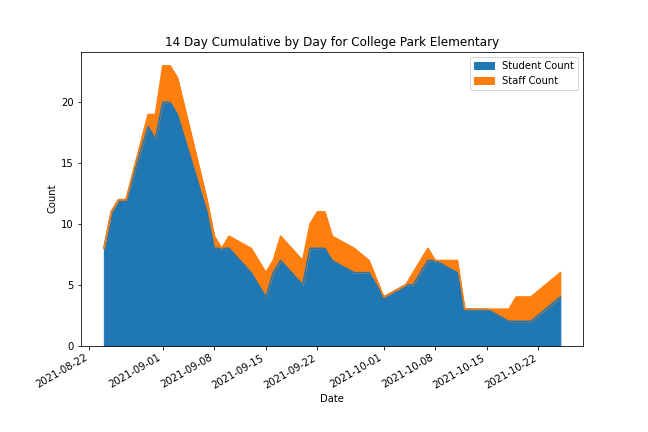 14 Day Cumulative by Day for College Park Elementary
Student Count
Staff Count
Count
20
15
10
5
0
2021-08-22
2021-09-01
2021-09-08
2021-09-15
2021-09-22
2021-10-01
2021-10-08
2021-10-15
2021-10-22
Date